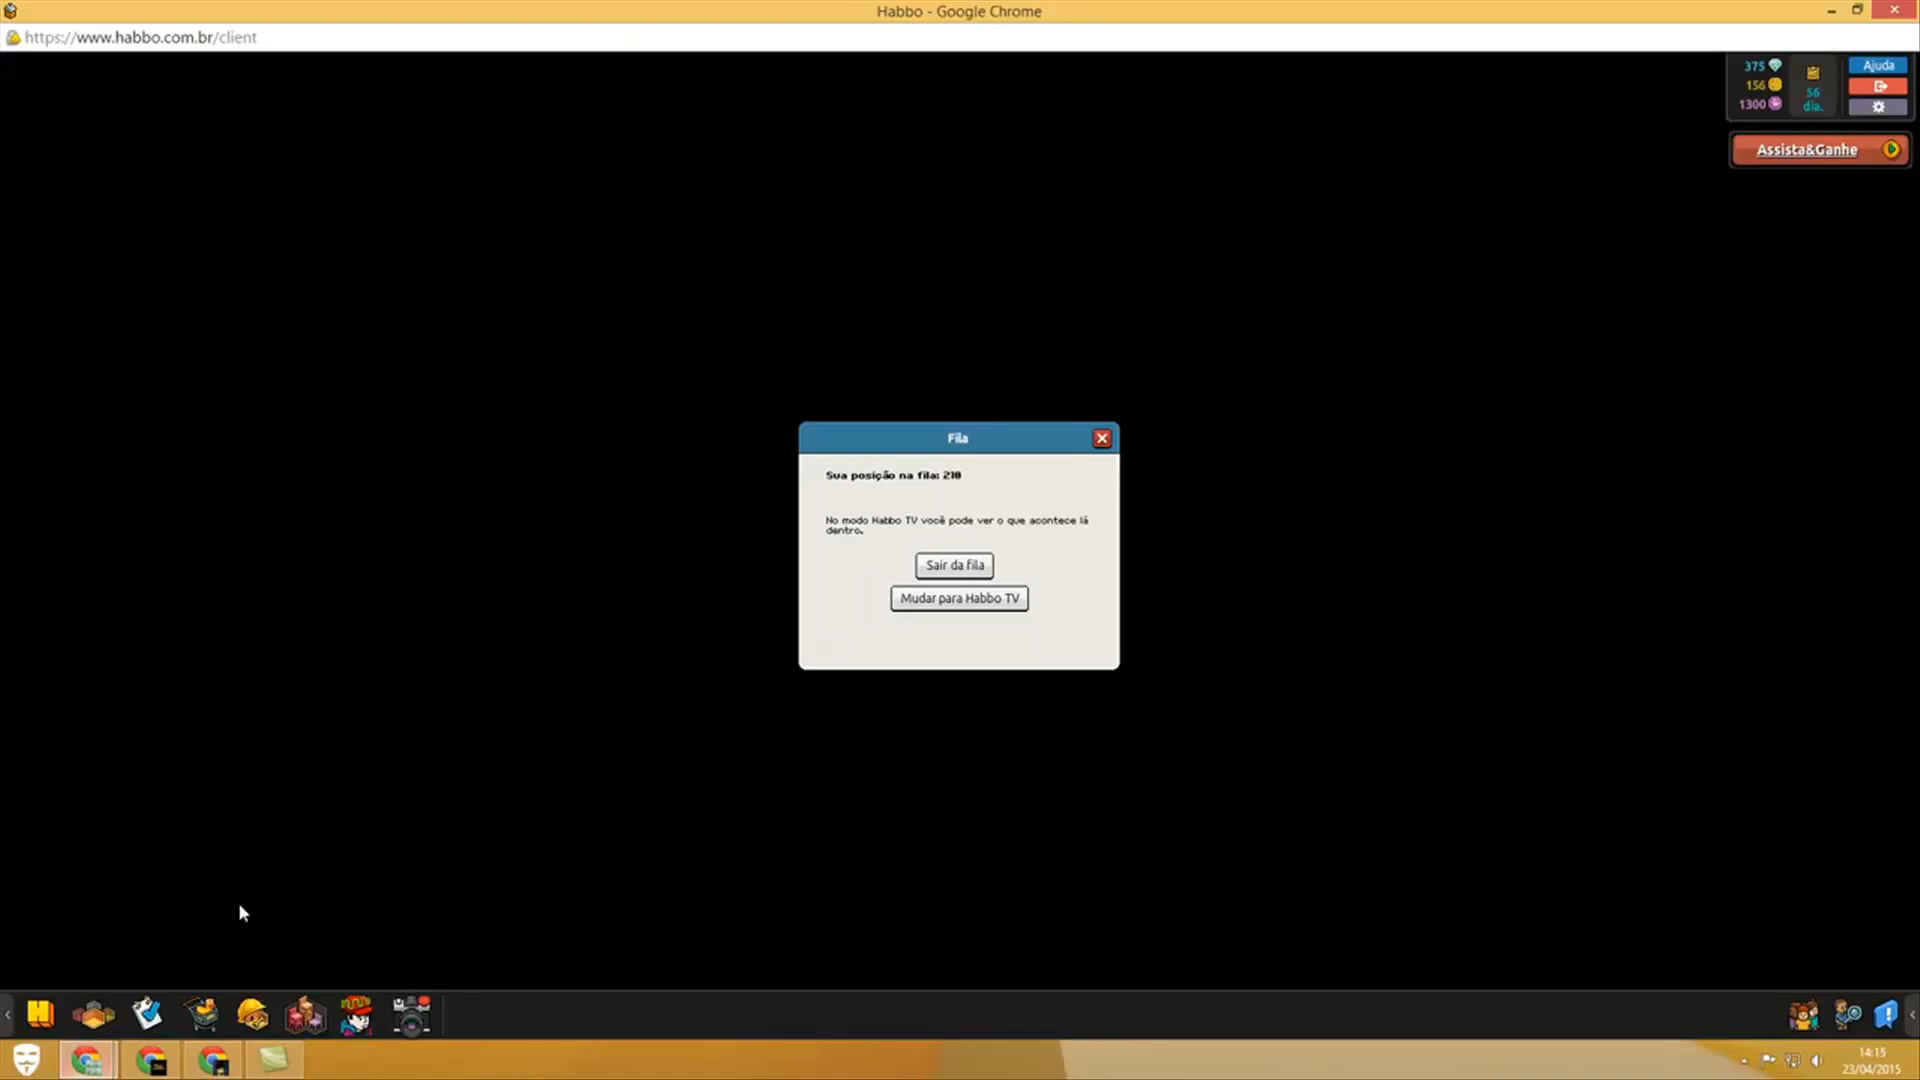 Habbo - Google Chrome
https://www.habbo.com.br/client
375
156
1300
56
dia.
Ajuda
Assista&Ganhe
Fila
Sua posição na fila: 210
No modo Habbo TV você pode ver o que acontece lá
dentro.
Sair da fila
Mudar para Habbo TV
14:15
23/04/2015